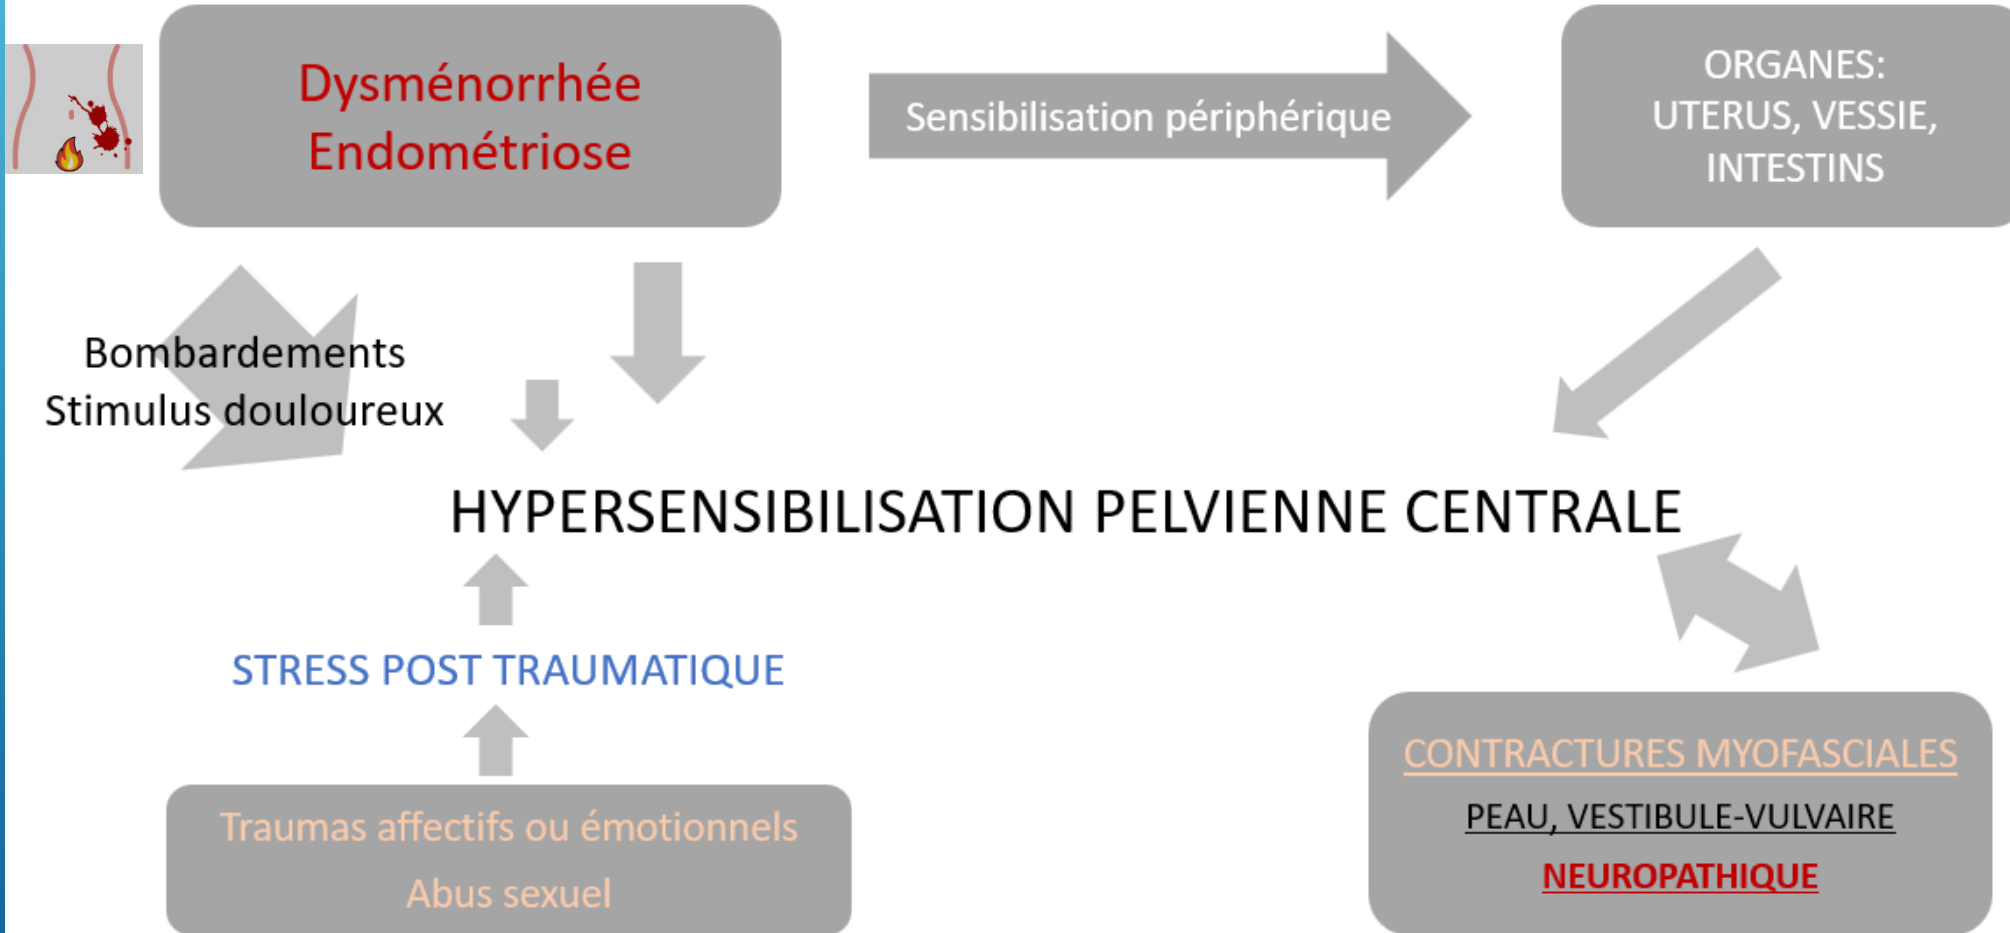 Dysménorrhée
Endométriose
Sensibilisation périphérique
ORGANES:
UTERUS, VESSIE,
INTESTINS
Bombardements
Stimulus douloureux
HYPERSENSIBILISATION PELVIENNE CENTRALE
STRESS POST TRAUMATIQUE
Traumas affectifs ou émotionnels
Abus sexuel
CONTRACTURES MYOFASCIALES
PEAU, VESTIBULE-VULVAIRE
NEUROPATHIQUE